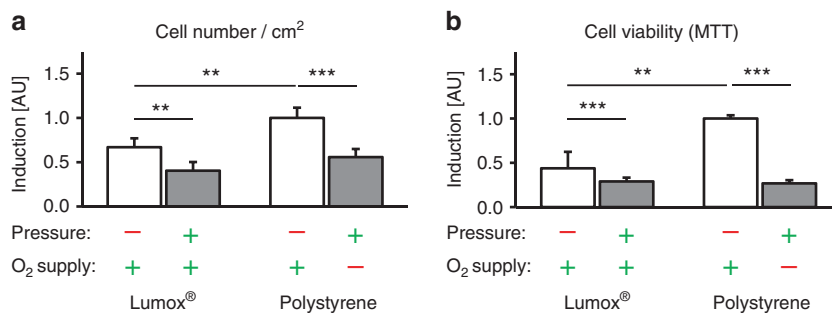 a
Cell number / cm²
Induction [AU]
1.5
1.0
0.5
0.0
**
***
**
Pressure: − + − +
O₂ supply: + + + −
Lumox® Polystyrene
b
Cell viability (MTT)
Induction [AU]
1.5
1.0
0.5
0.0
**
***
***
− + − +
+ + + −
Lumox® Polystyrene